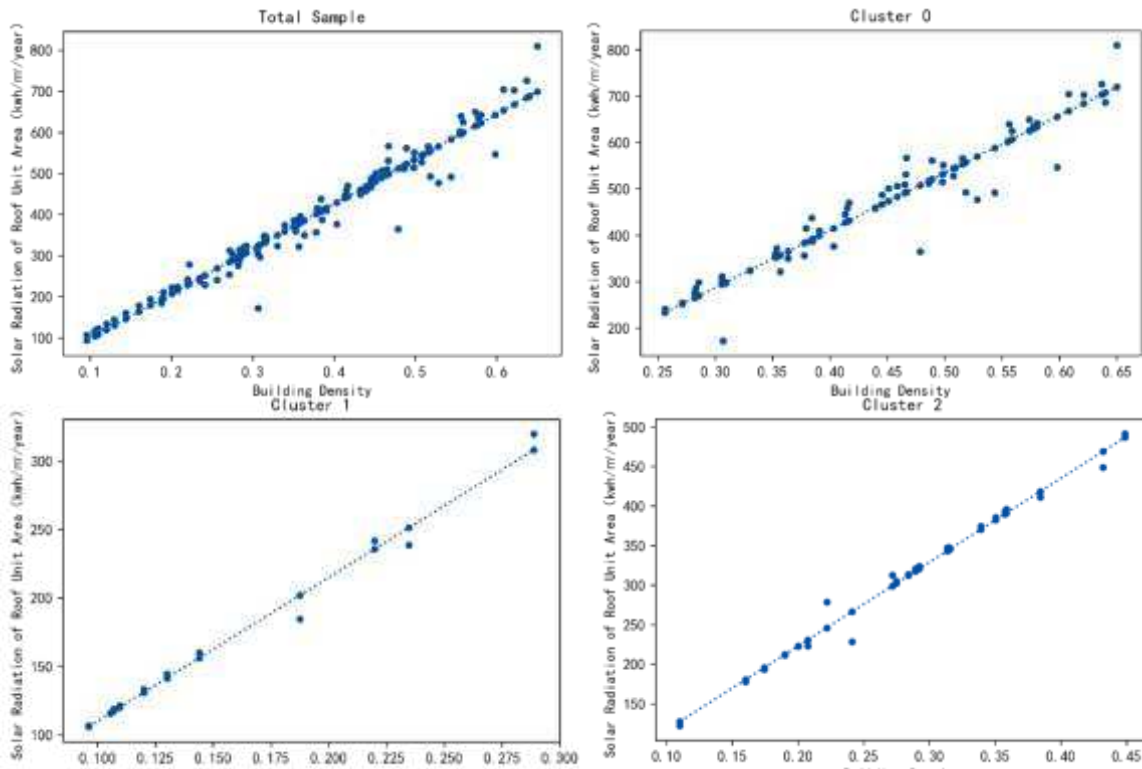 Total Sample
Solar Radiation of Roof Unit Area (kwh/㎡/year)
800
700
600
500
400
300
200
100
0.1 0.2 0.3 0.4 0.5 0.6
Building Density
Cluster 0
Solar Radiation of Roof Unit Area (kwh/㎡/year)
800
700
600
500
400
300
200
0.25 0.30 0.35 0.40 0.45 0.50 0.55 0.60 0.65
Building Density
Cluster 1
Solar Radiation of Roof Unit Area (kwh/㎡/year)
300
250
200
150
100
0.100 0.125 0.150 0.175 0.200 0.225 0.250 0.275 0.300
Cluster 2
Solar Radiation of Roof Unit Area (kwh/㎡/year)
500
450
400
350
300
250
200
150
0.10 0.15 0.20 0.25 0.30 0.35 0.40 0.45